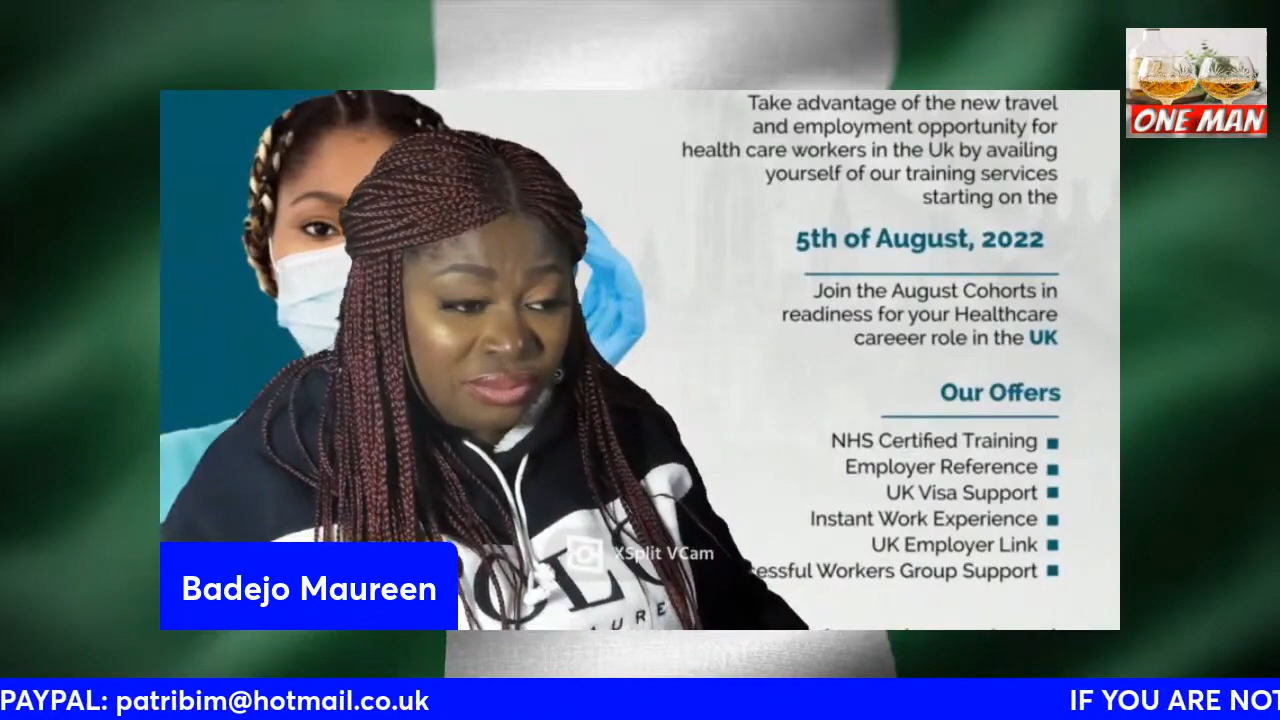 ONE MAN
Take advantage of the new travel
and employment opportunity for
health care workers in the Uk by availing
yourself of our training services
starting on the
5th of August, 2022
Join the August Cohorts in
readiness for your Healthcare
careeer role in the UK
Our Offers
NHS Certified Training
Employer Reference
UK Visa Support
Instant Work Experience
UK Employer Link
essful Workers Group Support
XSplit VCam
Badejo Maureen
PAYPAL: patribim@hotmail.co.uk
IF YOU ARE NOT